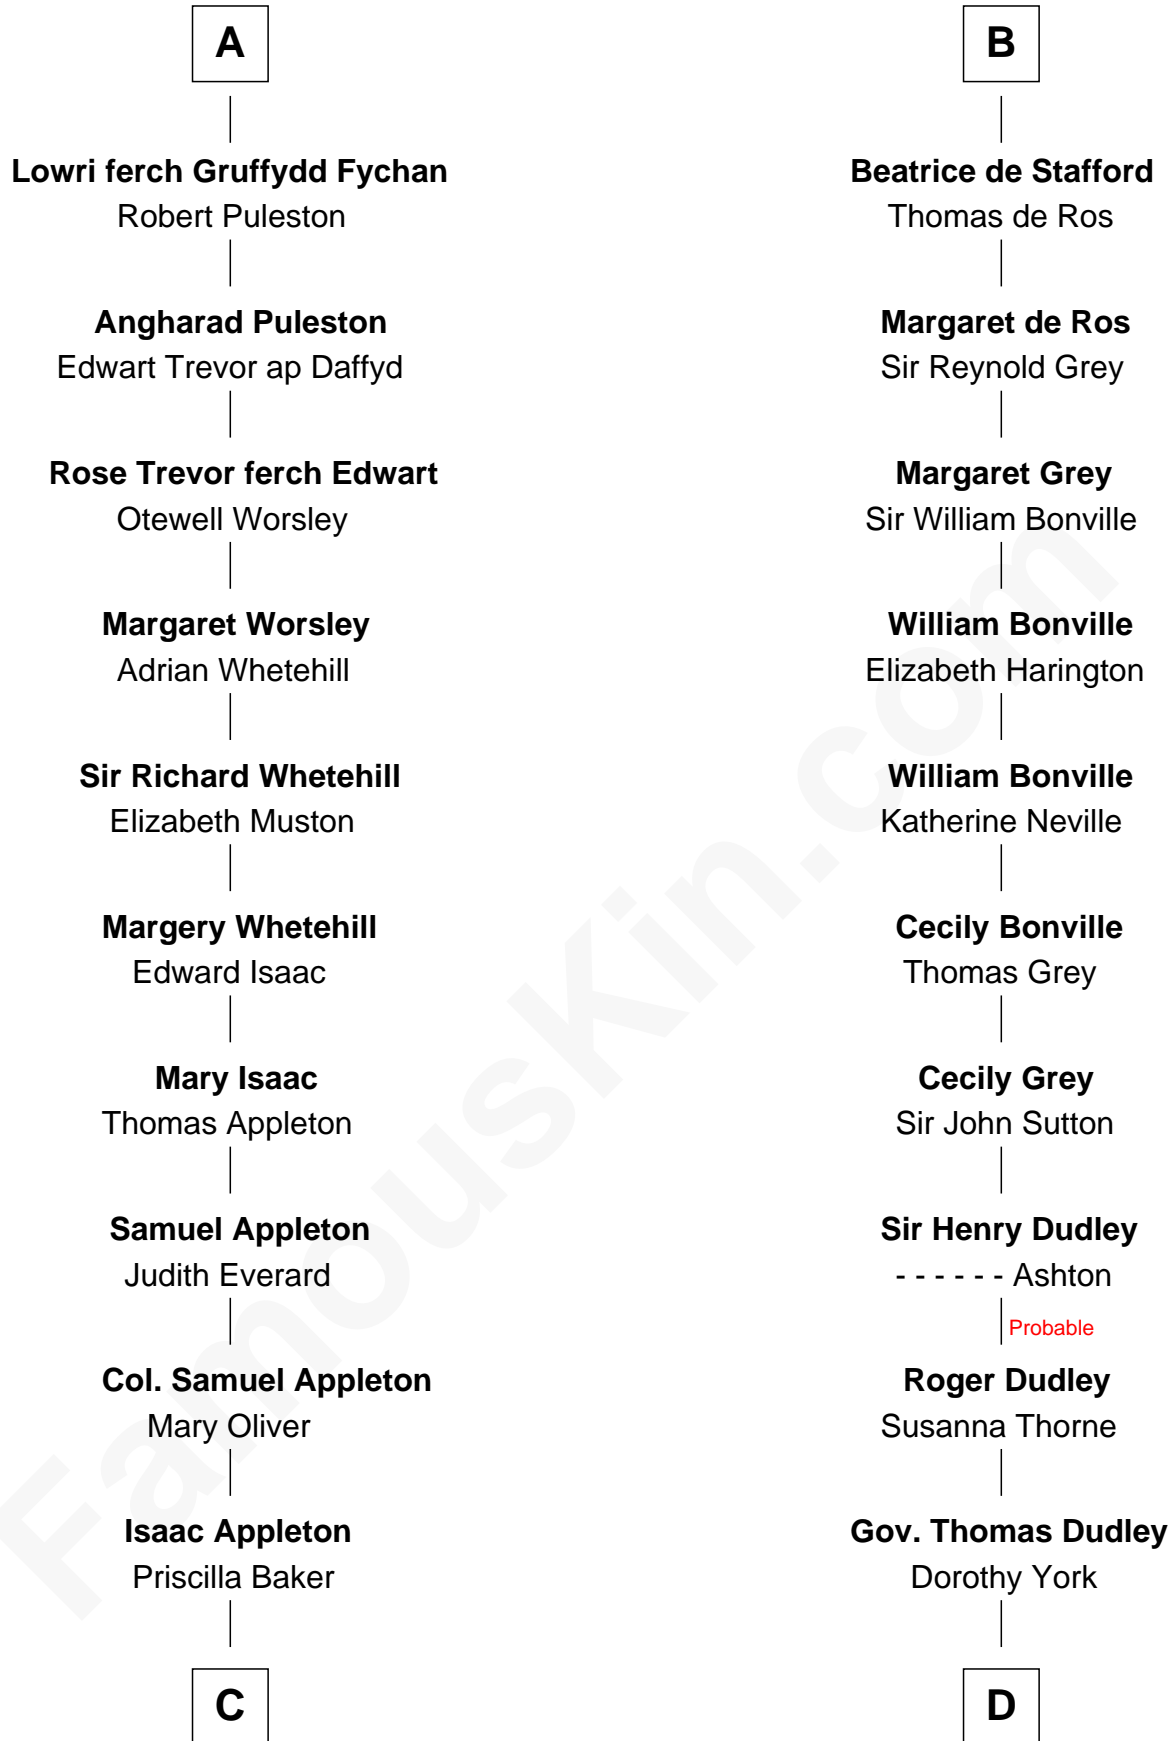 A
Lowri ferch Gruffydd Fychan
Robert Puleston
Angharad Puleston
Edwart Trevor ap Daffyd
Rose Trevor ferch Edwart
Otewell Worsley
Margaret Worsley
Adrian Whetehill
Sir Richard Whetehill
Elizabeth Muston
Margery Whetehill
Edward Isaac
Mary Isaac
Thomas Appleton
Samuel Appleton
Judith Everard
Col. Samuel Appleton
Mary Oliver
Isaac Appleton
Priscilla Baker
C
B
Beatrice de Stafford
Thomas de Ros
Margaret de Ros
Sir Reynold Grey
Margaret Grey
Sir William Bonville
William Bonville
Elizabeth Harington
William Bonville
Katherine Neville
Cecily Bonville
Thomas Grey
Cecily Grey
Sir John Sutton
Sir Henry Dudley
- - - - - - Ashton
Probable
Roger Dudley
Susanna Thorne
Gov. Thomas Dudley
Dorothy York
D
FamousKin.com